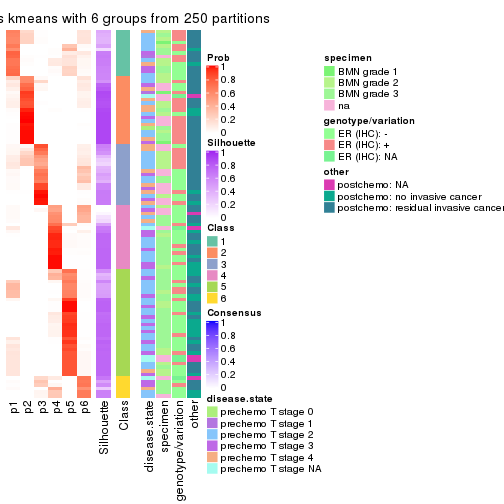 s kmeans with 6 groups from 250 partitions
Prob
1
0.8
0.6
0.4
0.2
0
Silhouette
1
0.8
0.6
0.4
0.2
0
Class
1
2
3
4
5
6
Consensus
1
0.8
0.6
0.4
0.2
0
disease.state
prechemo T stage 0
prechemo T stage 1
prechemo T stage 2
prechemo T stage 3
prechemo T stage 4
prechemo T stage NA
specimen
BMN grade 1
BMN grade 2
BMN grade 3
na
genotype/variation
ER (IHC): -
ER (IHC): +
ER (IHC): NA
other
postchemo: NA
postchemo: no invasive cancer
postchemo: residual invasive cancer
p1
p2
p3
p4
p5
p6
Silhouette
Class
disease.state
specimen
genotype/variation
other